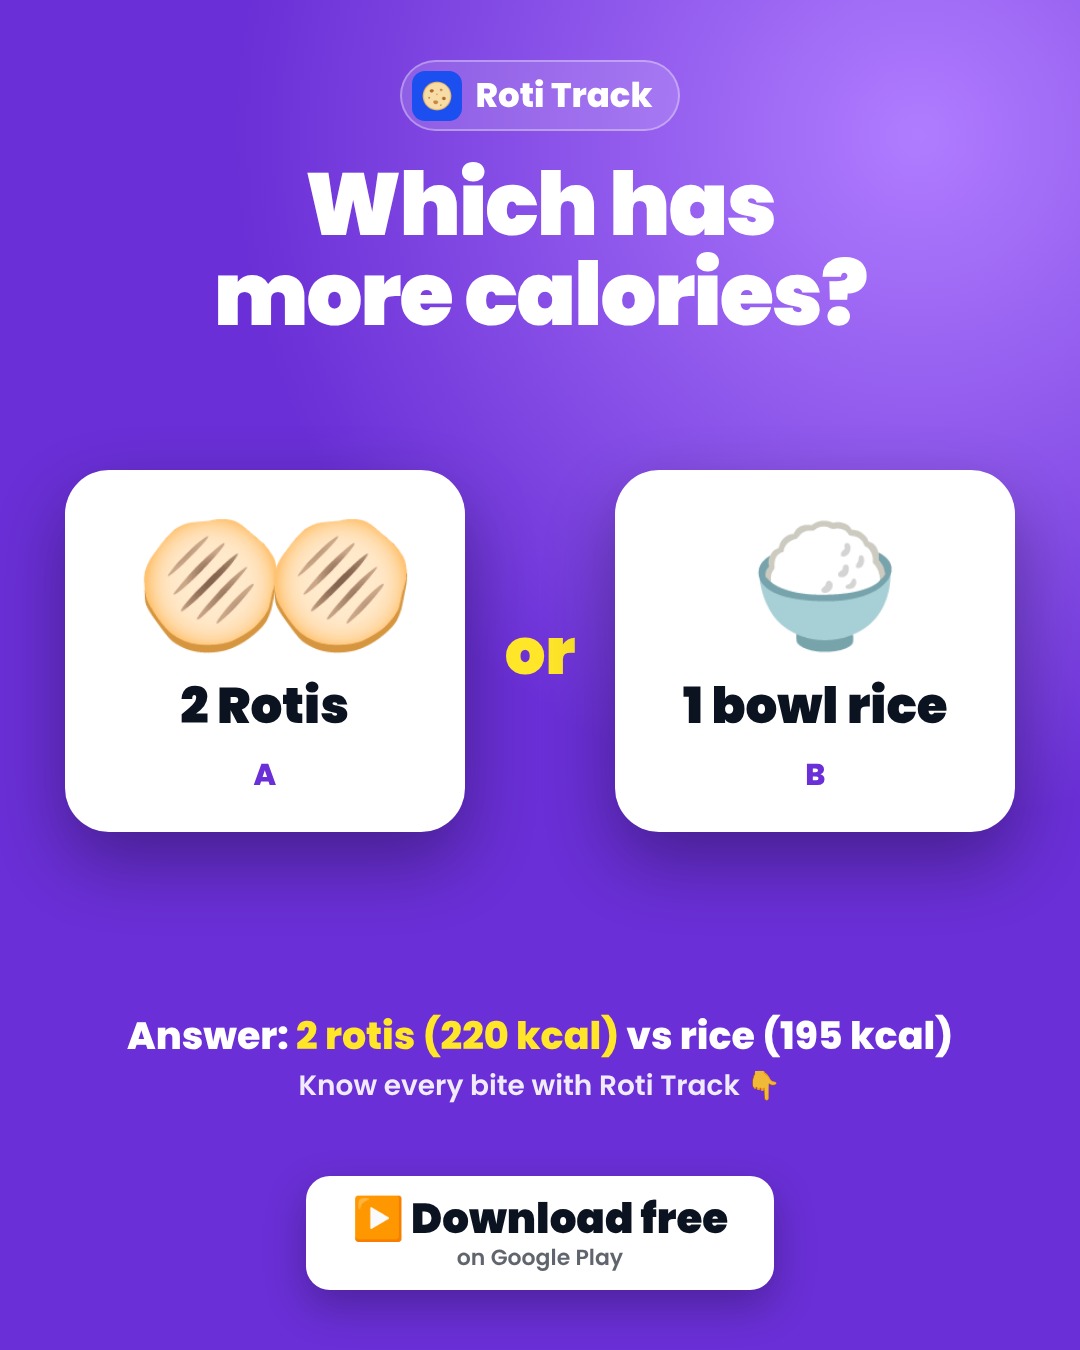 Roti Track
Which has
more calories?
2 Rotis
A
or
1 bowl rice
B
Answer: 2 rotis (220 kcal) vs rice (195 kcal)
Know every bite with Roti Track 👇
▶️ Download free
on Google Play